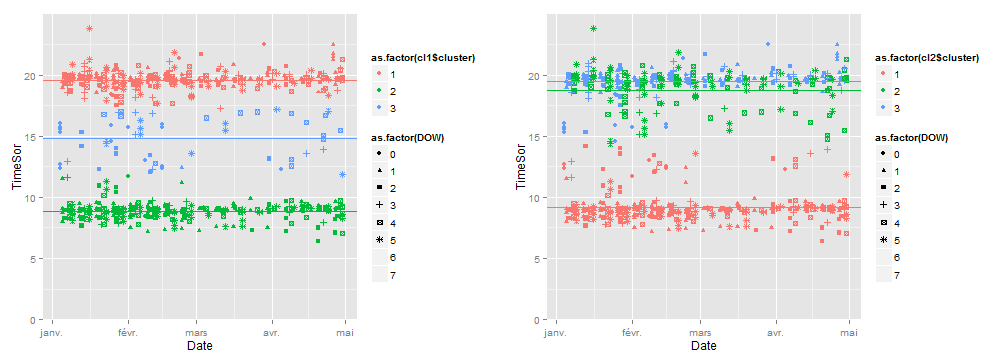 TimeSor
20
15
10
5
0
janv.
févr.
mars
avr.
mai
Date
as.factor(cl1$cluster)
1
2
3
as.factor(DOW)
0
1
2
3
4
5
6
7
TimeSor
20
15
10
5
0
janv.
févr.
mars
avr.
mai
Date
as.factor(cl2$cluster)
1
2
3
as.factor(DOW)
0
1
2
3
4
5
6
7